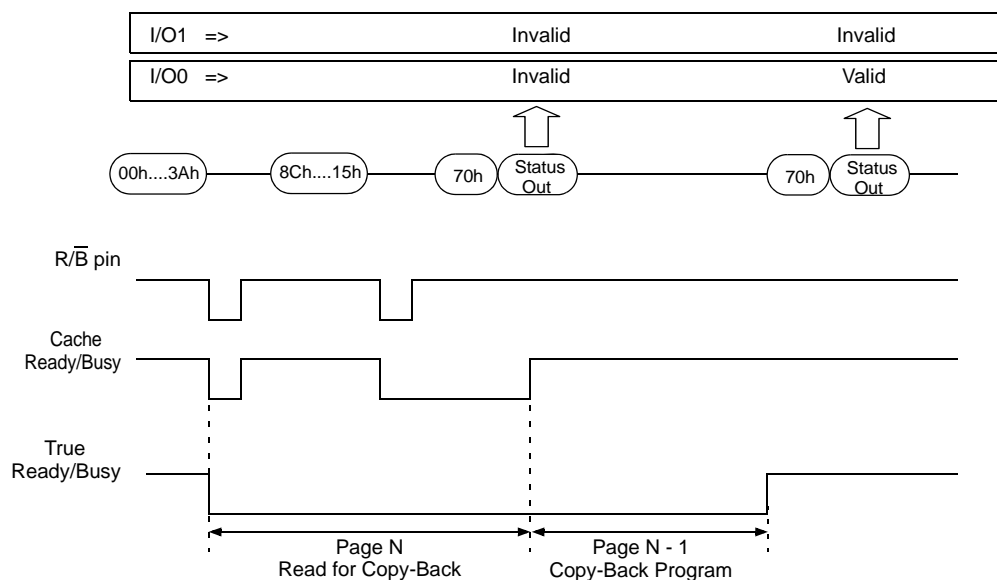 I/O1 => Invalid Invalid
I/O0 => Invalid Valid
00h....3Ah 8Ch....15h 70h Status Out 70h Status Out
R/B̅ pin
Cache
Ready/Busy
True
Ready/Busy
Page N
Read for Copy-Back
Page N - 1
Copy-Back Program